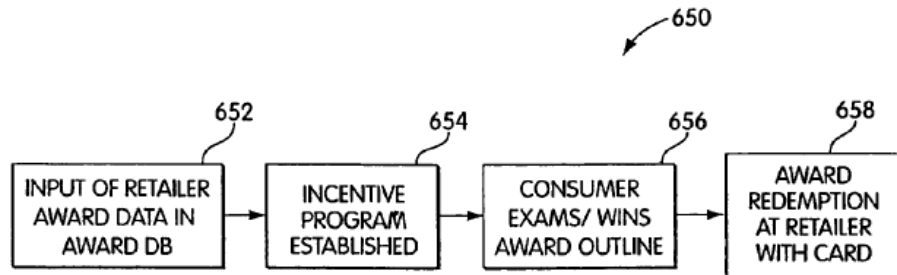 650
652
INPUT OF RETAILER
AWARD DATA IN
AWARD DB
654
INCENTIVE
PROGRAM
ESTABLISHED
656
CONSUMER
EXAMS/ WINS
AWARD OUTLINE
658
AWARD
REDEMPTION
AT RETAILER
WITH CARD